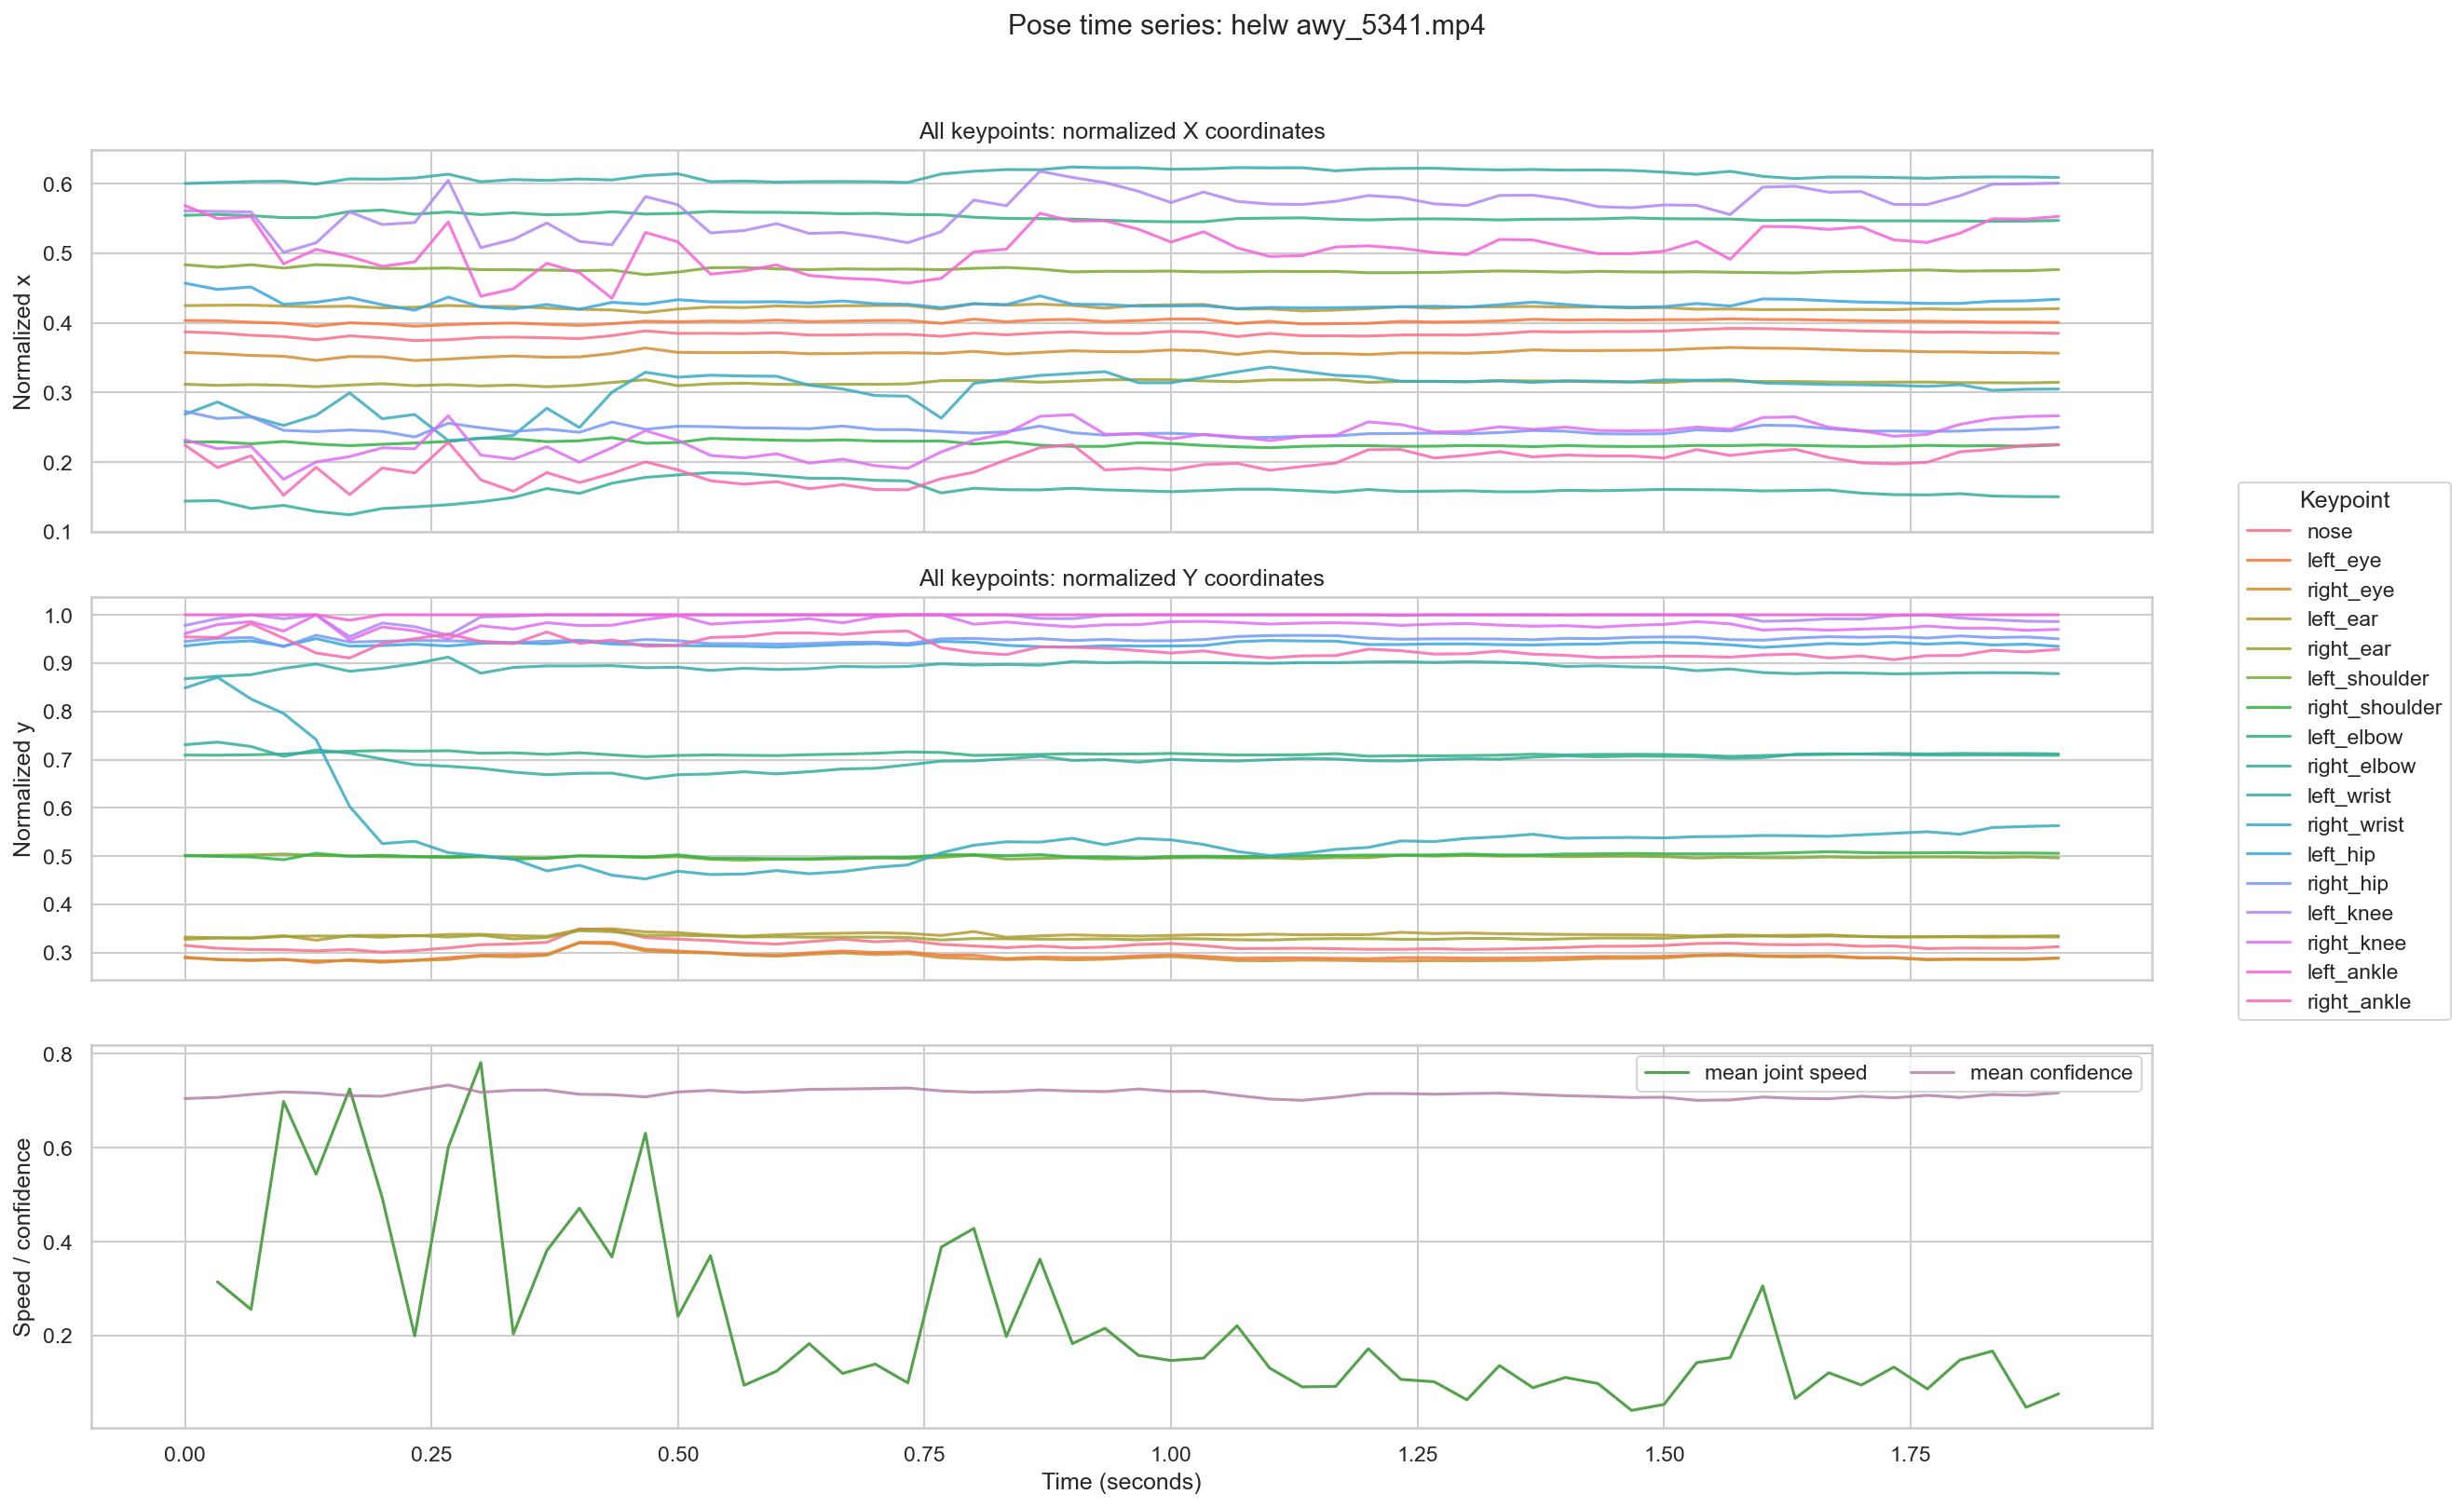 Pose time series: helw awy_5341.mp4
All keypoints: normalized X coordinates
Normalized x
0.6
0.5
0.4
0.3
0.2
0.1
All keypoints: normalized Y coordinates
Normalized y
1.0
0.9
0.8
0.7
0.6
0.5
0.4
0.3
Keypoint
nose
left_eye
right_eye
left_ear
right_ear
left_shoulder
right_shoulder
left_elbow
right_elbow
left_wrist
right_wrist
left_hip
right_hip
left_knee
right_knee
left_ankle
right_ankle
Speed / confidence
0.8
0.6
0.4
0.2
mean joint speed mean confidence
0.00 0.25 0.50 0.75 1.00 1.25 1.50 1.75
Time (seconds)